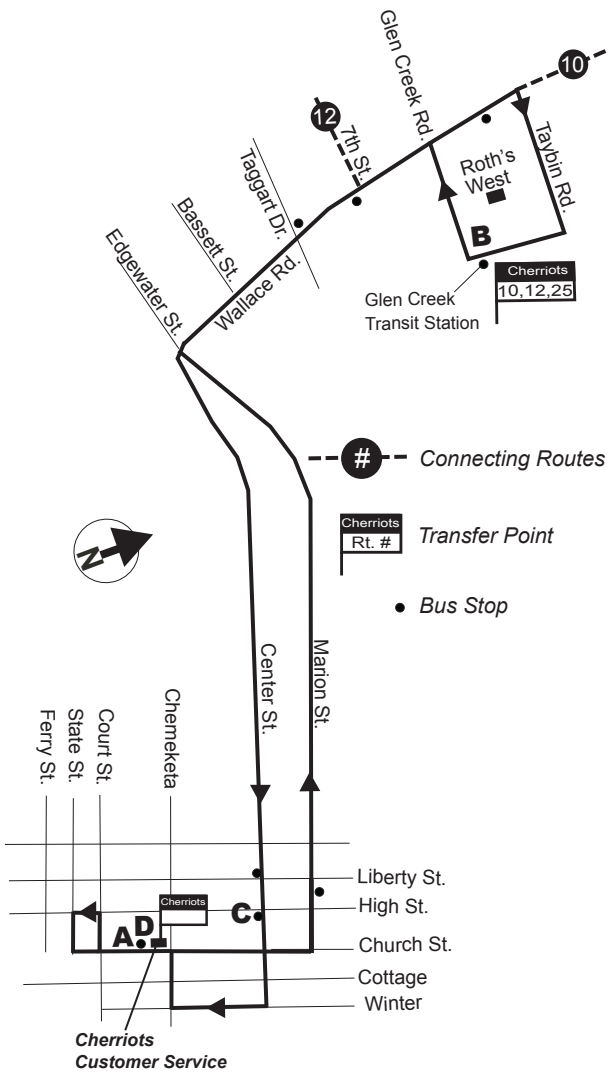 10
Glen Creek Rd.
12
7th St.
Taybin Rd.
Roth's
West
Taggart Dr.
Bassett St.
Wallace Rd.
B
Edgewater St.
Cherriots
10,12,25
Glen Creek
Transit Station
# Connecting Routes
Cherriots
Rt. #
Transfer Point
N
Bus Stop
Center St.
Marion St.
Ferry St.
State St.
Court St.
Chemeketa
Liberty St.
Cherriots
High St.
C
D
A
Church St.
Cottage
Winter
Cherriots
Customer Service